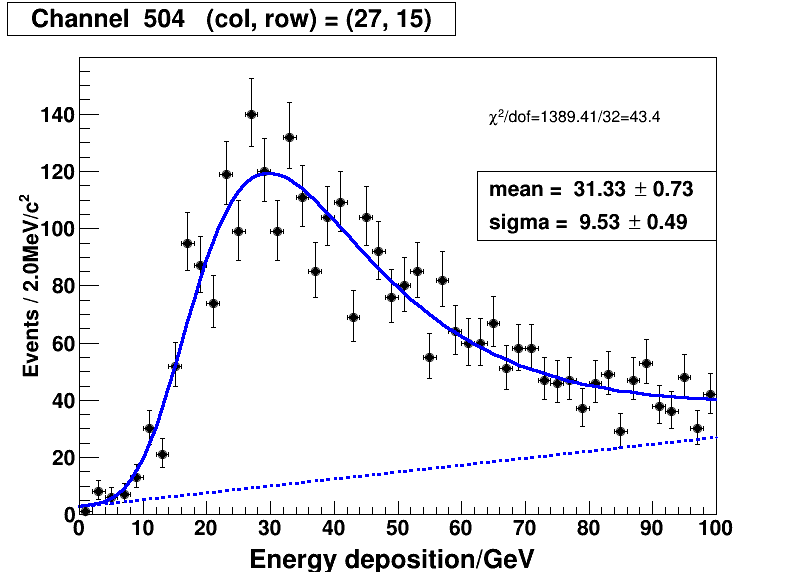 Channel 504 (col, row) = (27, 15)
χ²/dof=1389.41/32=43.4
mean = 31.33 ± 0.73
sigma = 9.53 ± 0.49
Events / 2.0MeV/c²
140
120
100
80
60
40
20
0
0 10 20 30 40 50 60 70 80 90 100
Energy deposition/GeV